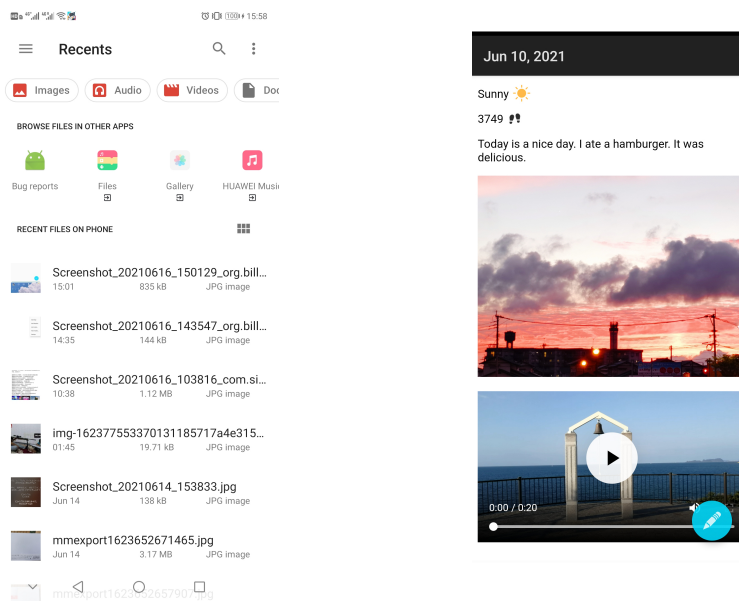 15:58
Recents
Images Audio Videos Doc
BROWSE FILES IN OTHER APPS
Bug reports Files Gallery HUAWEI Music
RECENT FILES ON PHONE
Screenshot_20210616_150129_org.bill...
15:01 835 kB JPG image
Screenshot_20210616_143547_org.bill...
14:35 144 kB JPG image
Screenshot_20210616_103816_com.si...
10:38 1.12 MB JPG image
img-162377553370131185717a4e315...
01:45 19.71 kB JPG image
Screenshot_20210614_153833.jpg
Jun 14 138 kB JPG image
mmexport1623652671465.jpg
Jun 14 3.17 MB JPG image
mmexport1623652657907.jpg
Jun 10, 2021
Sunny
3749
Today is a nice day. I ate a hamburger. It was
delicious.
0:00 / 0:20